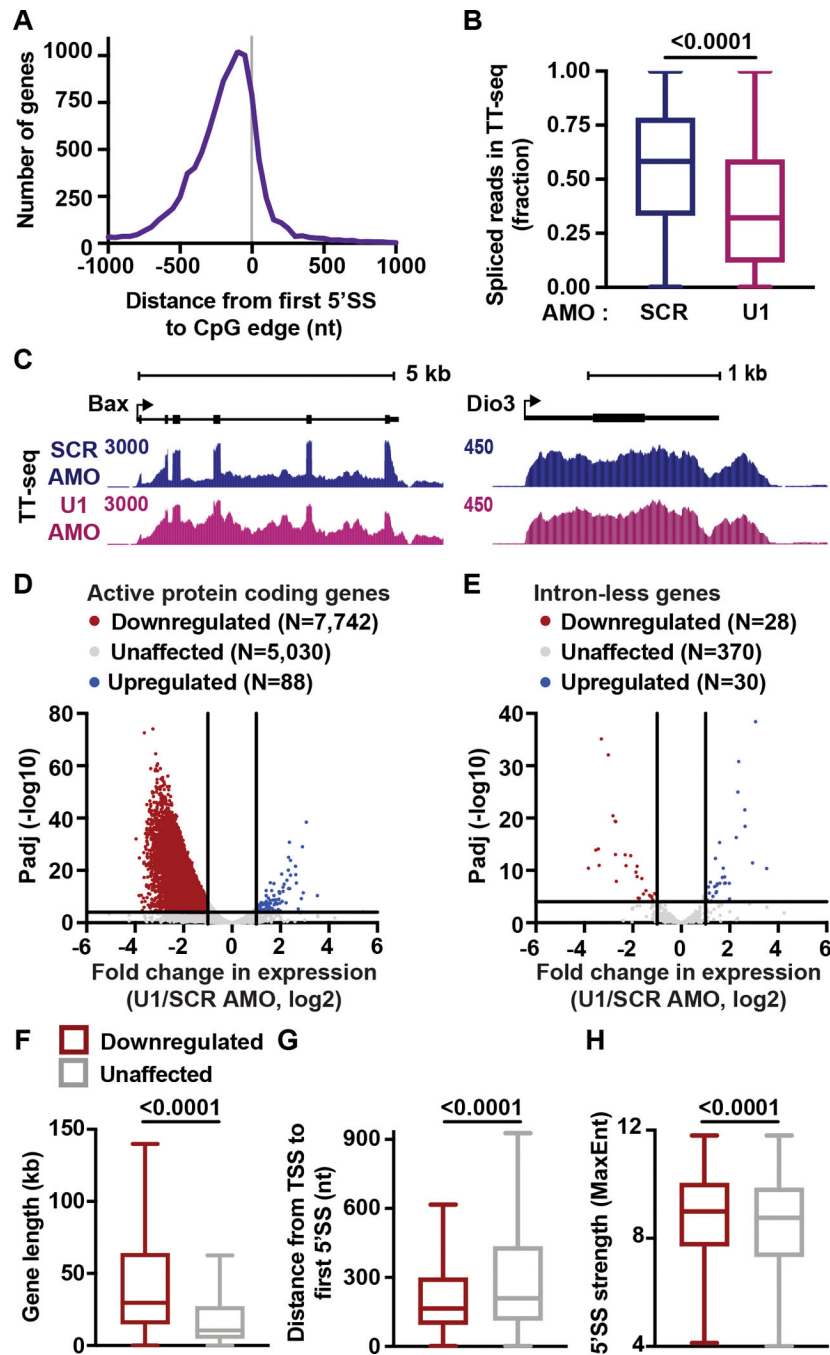 A
Number of genes
1000
750
500
250
0
-1000 -500 0 500 1000
Distance from first 5'SS
to CpG edge (nt)
B
<0.0001
Spliced reads in TT-seq
(fraction)
1.00
0.75
0.50
0.25
0.00
AMO : SCR U1
C
5 kb
1 kb
Bax
Dio3
TT-seq
SCR
AMO
3000
450
U1
AMO
3000
450
D
Active protein coding genes
Downregulated (N=7,742)
Unaffected (N=5,030)
Upregulated (N=88)
Padj (-log10)
80
60
40
20
0
-6 -4 -2 0 2 4 6
Fold change in expression
(U1/SCR AMO, log2)
E
Intron-less genes
Downregulated (N=28)
Unaffected (N=370)
Upregulated (N=30)
Padj (-log10)
40
30
20
10
0
-6 -4 -2 0 2 4 6
Fold change in expression
(U1/SCR AMO, log2)
F
Downregulated
Unaffected
<0.0001
Gene length (kb)
150
100
50
0
G
<0.0001
Distance from TSS to
first 5'SS (nt)
900
600
300
0
H
<0.0001
5'SS strength (MaxEnt)
12
8
4